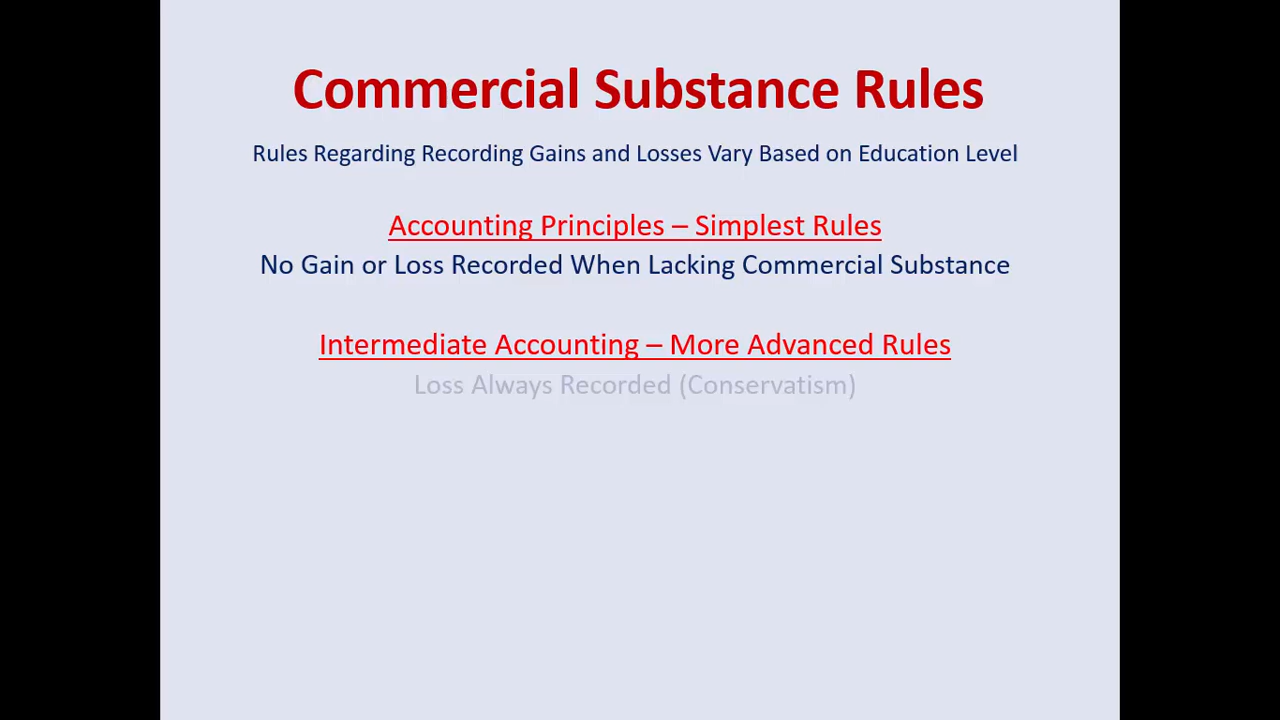 Commercial Substance Rules
Rules Regarding Recording Gains and Losses Vary Based on Education Level
Accounting Principles – Simplest Rules
No Gain or Loss Recorded When Lacking Commercial Substance
Intermediate Accounting – More Advanced Rules
Loss Always Recorded (Conservatism)